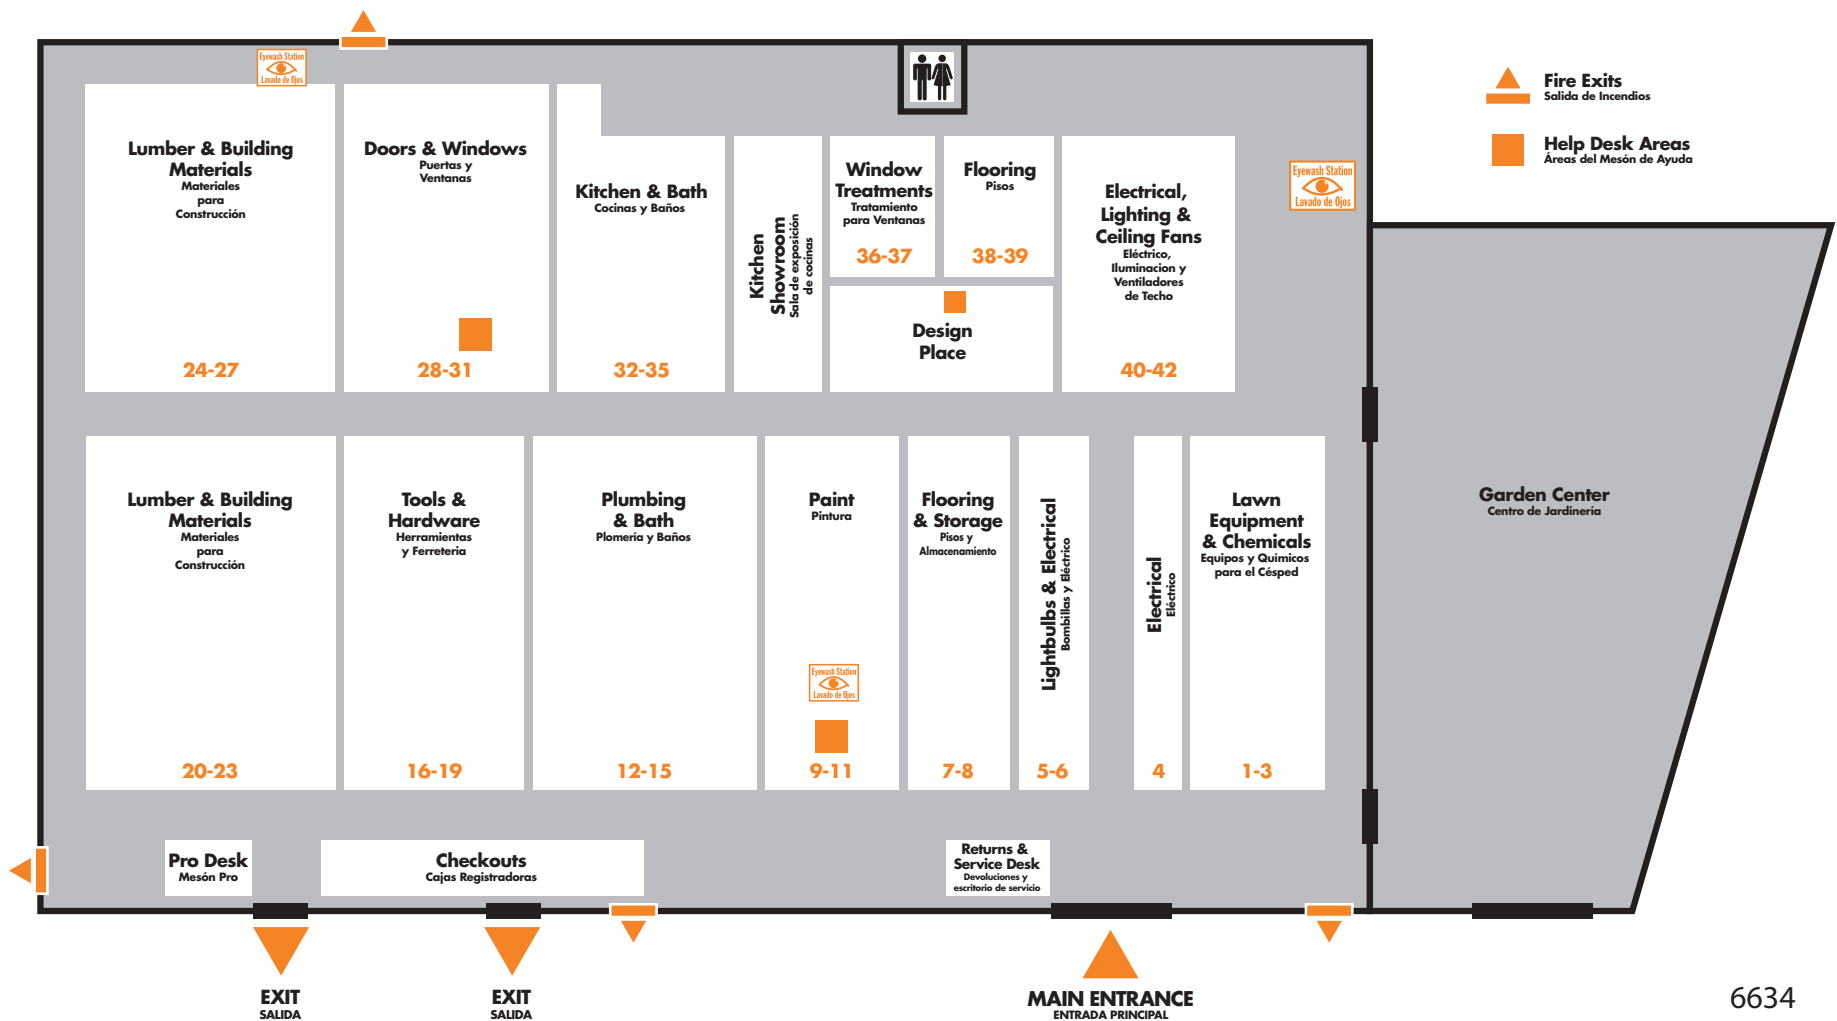 Eyewash Station
Lavado de Ojos
Fire Exits
Salida de Incendios
Help Desk Areas
Áreas del Mesón de Ayuda
Lumber & Building
Materials
Materiales
para
Construcción
24-27
Doors & Windows
Puertas y
Ventanas
28-31
Kitchen & Bath
Cocinas y Baños
32-35
Kitchen
Showroom
Sala de exposición
de cocinas
Window
Treatments
Tratamiento
para Ventanas
36-37
Flooring
Pisos
38-39
Design
Place
Electrical,
Lighting &
Ceiling Fans
Eléctrico,
Iluminacion y
Ventiladores
de Techo
40-42
Eyewash Station
Lavado de Ojos
Lumber & Building
Materials
Materiales
para
Construcción
20-23
Tools &
Hardware
Herramientas
y Ferreteria
16-19
Plumbing
& Bath
Plomería y Baños
12-15
Paint
Pintura
Eyewash Station
Lavado de Ojos
9-11
Flooring
& Storage
Pisos y
Almacenamiento
7-8
Lightbulbs & Electrical
Bombillas y Eléctrico
5-6
Electrical
Eléctrico
4
Lawn
Equipment
& Chemicals
Equipos y Químicos
para el Césped
1-3
Garden Center
Centro de Jardinería
Pro Desk
Mesón Pro
Checkouts
Cajas Registradoras
Returns &
Service Desk
Devoluciones y
escritorio de servicio
EXIT
SALIDA
EXIT
SALIDA
MAIN ENTRANCE
ENTRADA PRINCIPAL
6634